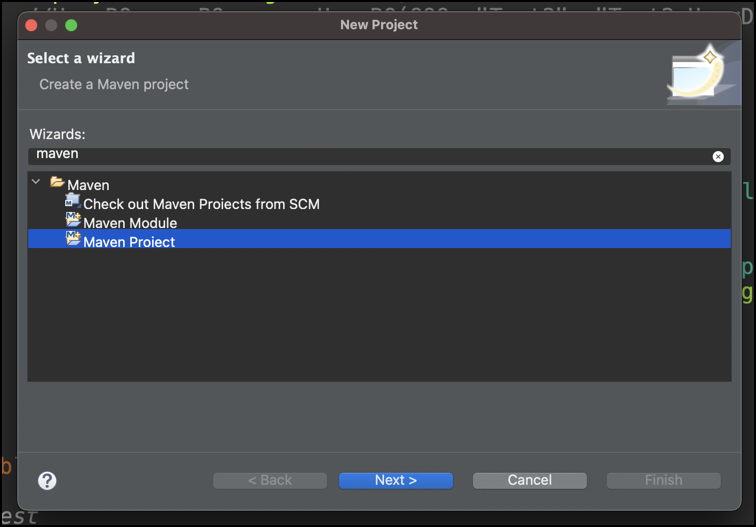 New Project
Select a wizard
Create a Maven project
Wizards:
maven
Maven
Check out Maven Projects from SCM
Maven Module
Maven Project
?
< Back
Next >
Cancel
Finish
est